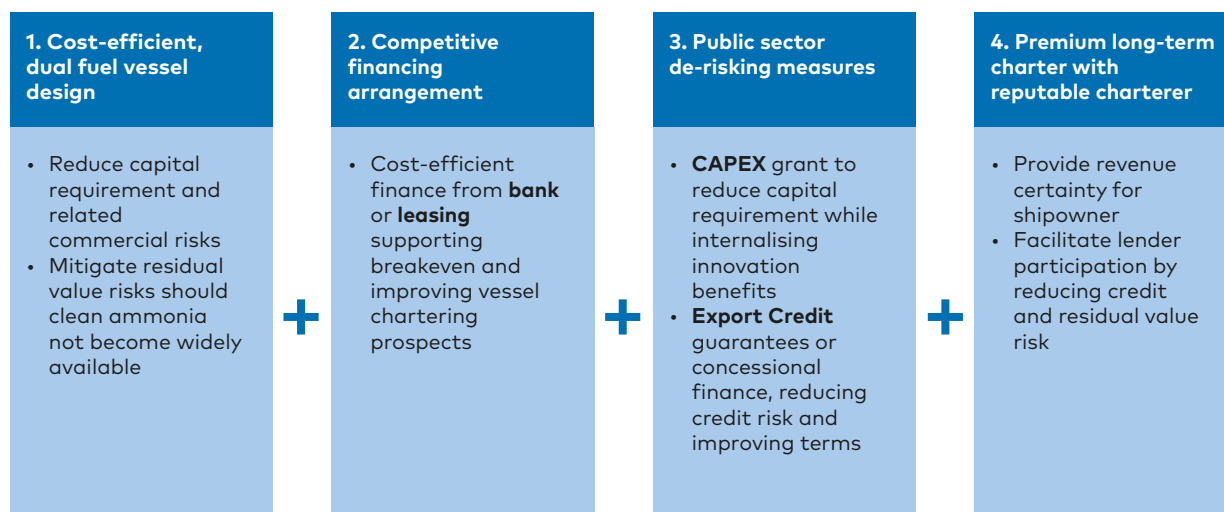 1. Cost-efficient,
dual fuel vessel
design
• Reduce capital
requirement and
related
commercial risks
• Mitigate residual
value risks should
clean ammonia
not become widely
available
+
2. Competitive
financing
arrangement
• Cost-efficient
finance from bank
or leasing
supporting
breakeven and
improving vessel
chartering
prospects
+
3. Public sector
de-risking measures
• CAPEX grant to
reduce capital
requirement while
internalising
innovation
benefits
• Export Credit
guarantees or
concessional
finance, reducing
credit risk and
improving terms
+
4. Premium long-term
charter with
reputable charterer
• Provide revenue
certainty for
shipowner
• Facilitate lender
participation by
reducing credit
and residual value
risk